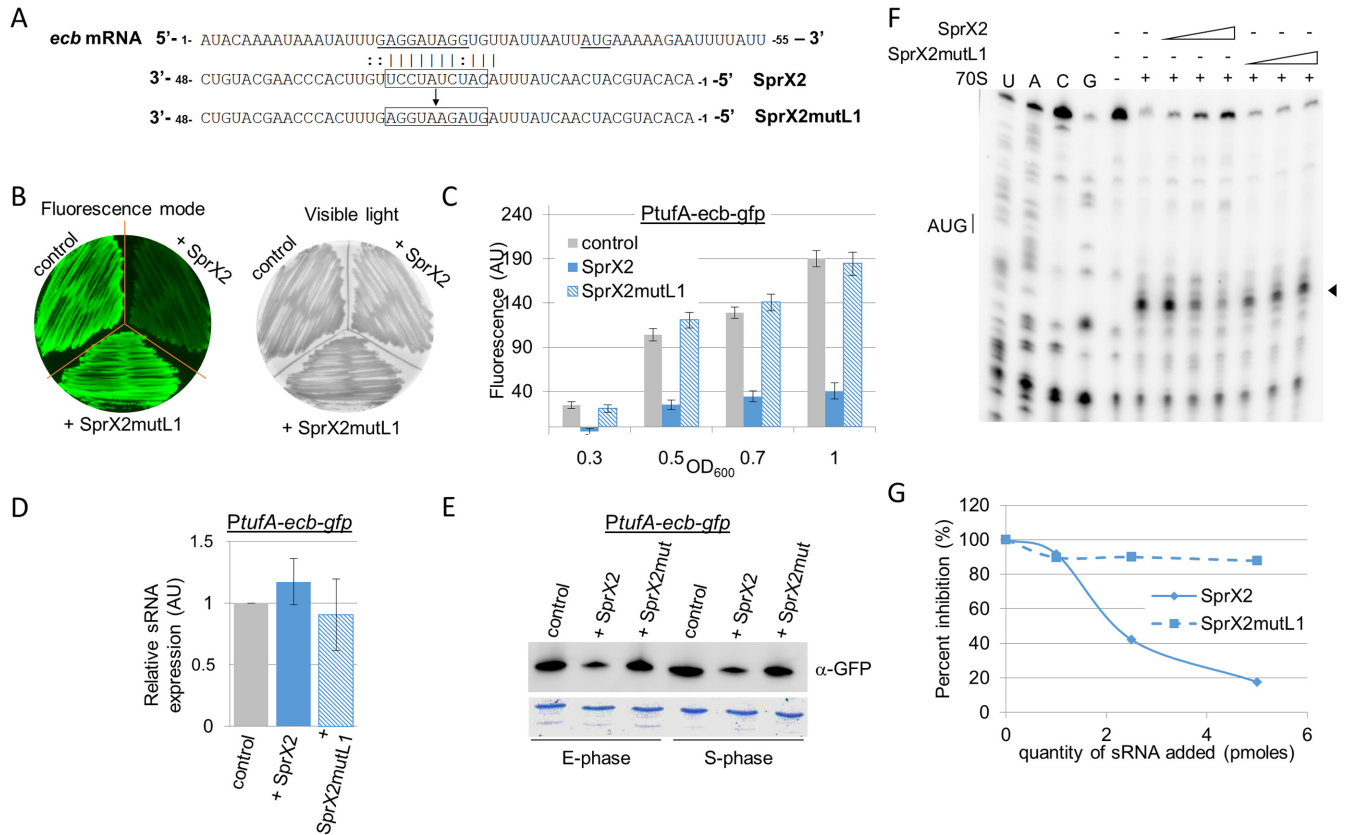 A
ecb mRNA 5’- 1- AUACAAAAUAAAUAUUUGAGGAUAGGUGUUAUUAAUUAUGAAAAAGAAUUUUAUU -55 – 3’
::|||||||:|||
3’- 48- CUGUACGAACCCACUUGUUCCUAUCUACAUUUAUCAACUACGUACACA -1 -5’ SprX2
3’- 48- CUGUACGAACCCACUUUGAGGUAAGAUGAUUUAUCAACUACGUACACA -1 -5’ SprX2mutL1
B
Fluorescence mode
control
+ SprX2
+ SprX2mutL1
Visible light
control
+ SprX2
+ SprX2mutL1
C
PtufA-ecb-gfp
control
SprX2
SprX2mutL1
Fluorescence (AU)
240
190
140
90
40
0.3 0.5 0.7 1
OD600
D
PtufA-ecb-gfp
Relative sRNA
expression (AU)
1.5
1
0.5
0
control
+ SprX2
+
SprX2mutL1
E
PtufA-ecb-gfp
control
+ SprX2
+ SprX2mut
control
+ SprX2
+ SprX2mut
α-GFP
E-phase S-phase
F
SprX2 - -  - - -
SprX2mutL1 - - - - -
70S U A C G - + + + + + + +
AUG
G
Percent inhibition (%)
120
100
80
60
40
20
0
SprX2
SprX2mutL1
0 2 4 6
quantity of sRNA added (pmoles)